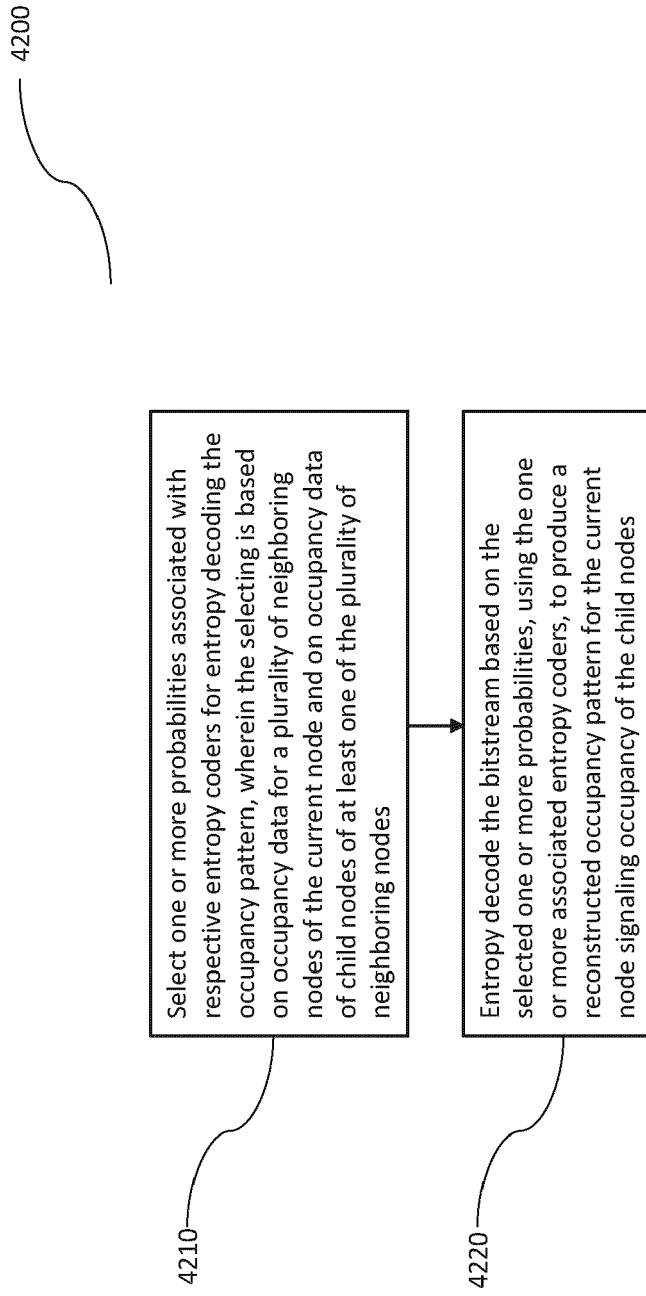 4200
4210
Select one or more probabilities associated with
respective entropy coders for entropy decoding the
occupancy pattern, wherein the selecting is based
on occupancy data for a plurality of neighboring
nodes of the current node and on occupancy data
of child nodes of at least one of the plurality of
neighboring nodes
4220
Entropy decode the bitstream based on the
selected one or more probabilities, using the one
or more associated entropy coders, to produce a
reconstructed occupancy pattern for the current
node signaling occupancy of the child nodes